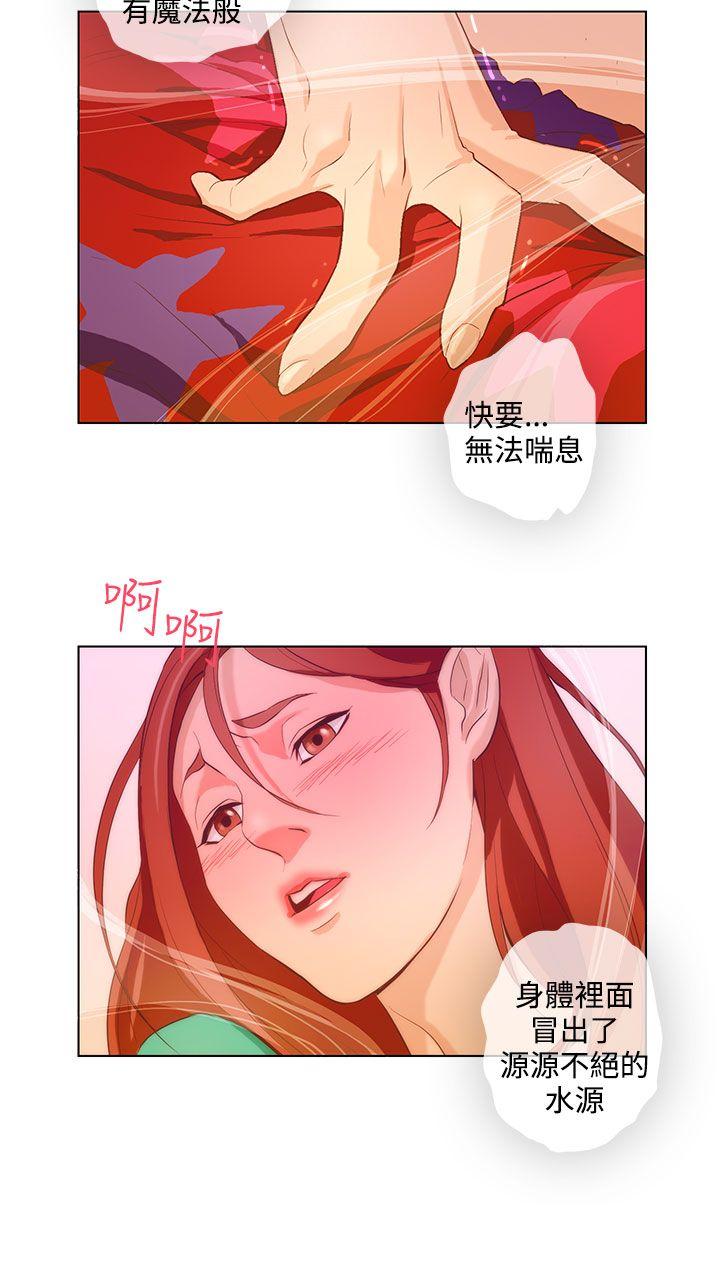 有魔法般
快要...
無法喘息
啊啊
身體裡面
冒出了
源源不絕的
水源